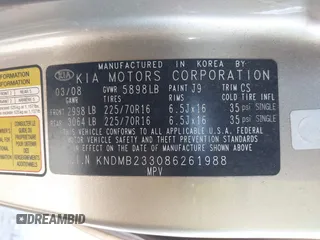 MANUFACTURED IN KOREA BY
KIA KIA MOTORS CORPORATION
03/08 GVWR 5898LB PAINT J9 TRIM CS
GAWR TIRES RIMS COLD TIRE INFL
FRONT 2998LB 225/70R16 6.5JX16 35 psi SINGLE
REAR 3064LB 225/70R16 6.5JX16 35 psi SINGLE
THIS VEHICLE CONFORMS TO ALL APPLICABLE U.S.A. FEDERAL
MOTOR VEHICLE SAFETY AND THEFT PREVENTION STANDARDS
IN EFFECT ON THE DATE OF MANUFACTURE SHOWN ABOVE.
V.I.N KNDMB233086261988
MPV
DREAMBID